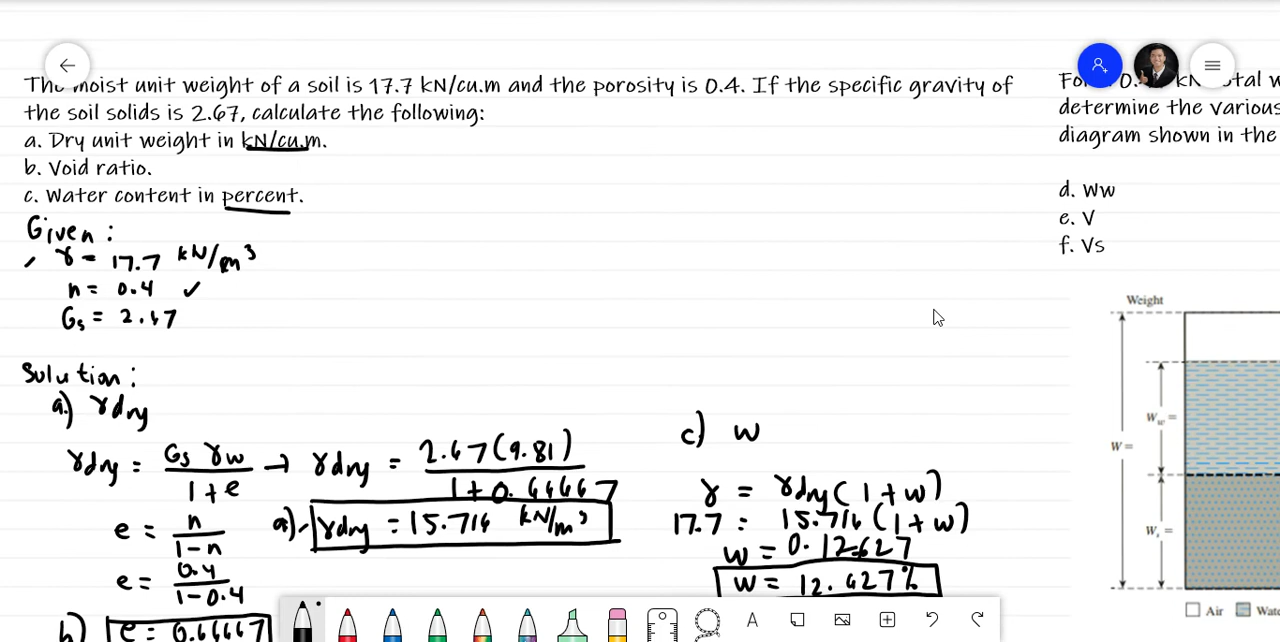 The moist unit weight of a soil is 17.7 kN/cu.m and the porosity is 0.4. If the specific gravity of
the soil solids is 2.67, calculate the following:
a. Dry unit weight in kN/cu.m.
b. Void ratio.
c. Water content in percent.
Given:
γ = 17.7 kN/m³
n = 0.4 ✓
Gs = 2.67
Solution:
a.) γdry
γdry = Gs γw / 1+e → γdry = 2.67(9.81) / 1+0.66667
e = n / 1-n
a) γdry = 15.716 kN/m³
e = 0.4 / 1-0.4
b) e = 0.66667
c) w
γ = γdry(1+w)
17.7 = 15.716(1+w)
w = 0.12627
w = 12.627%
determine the various
diagram shown in the
d. Ww
e. V
f. Vs
Weight
W =
Ww =
Ws =
Air
A